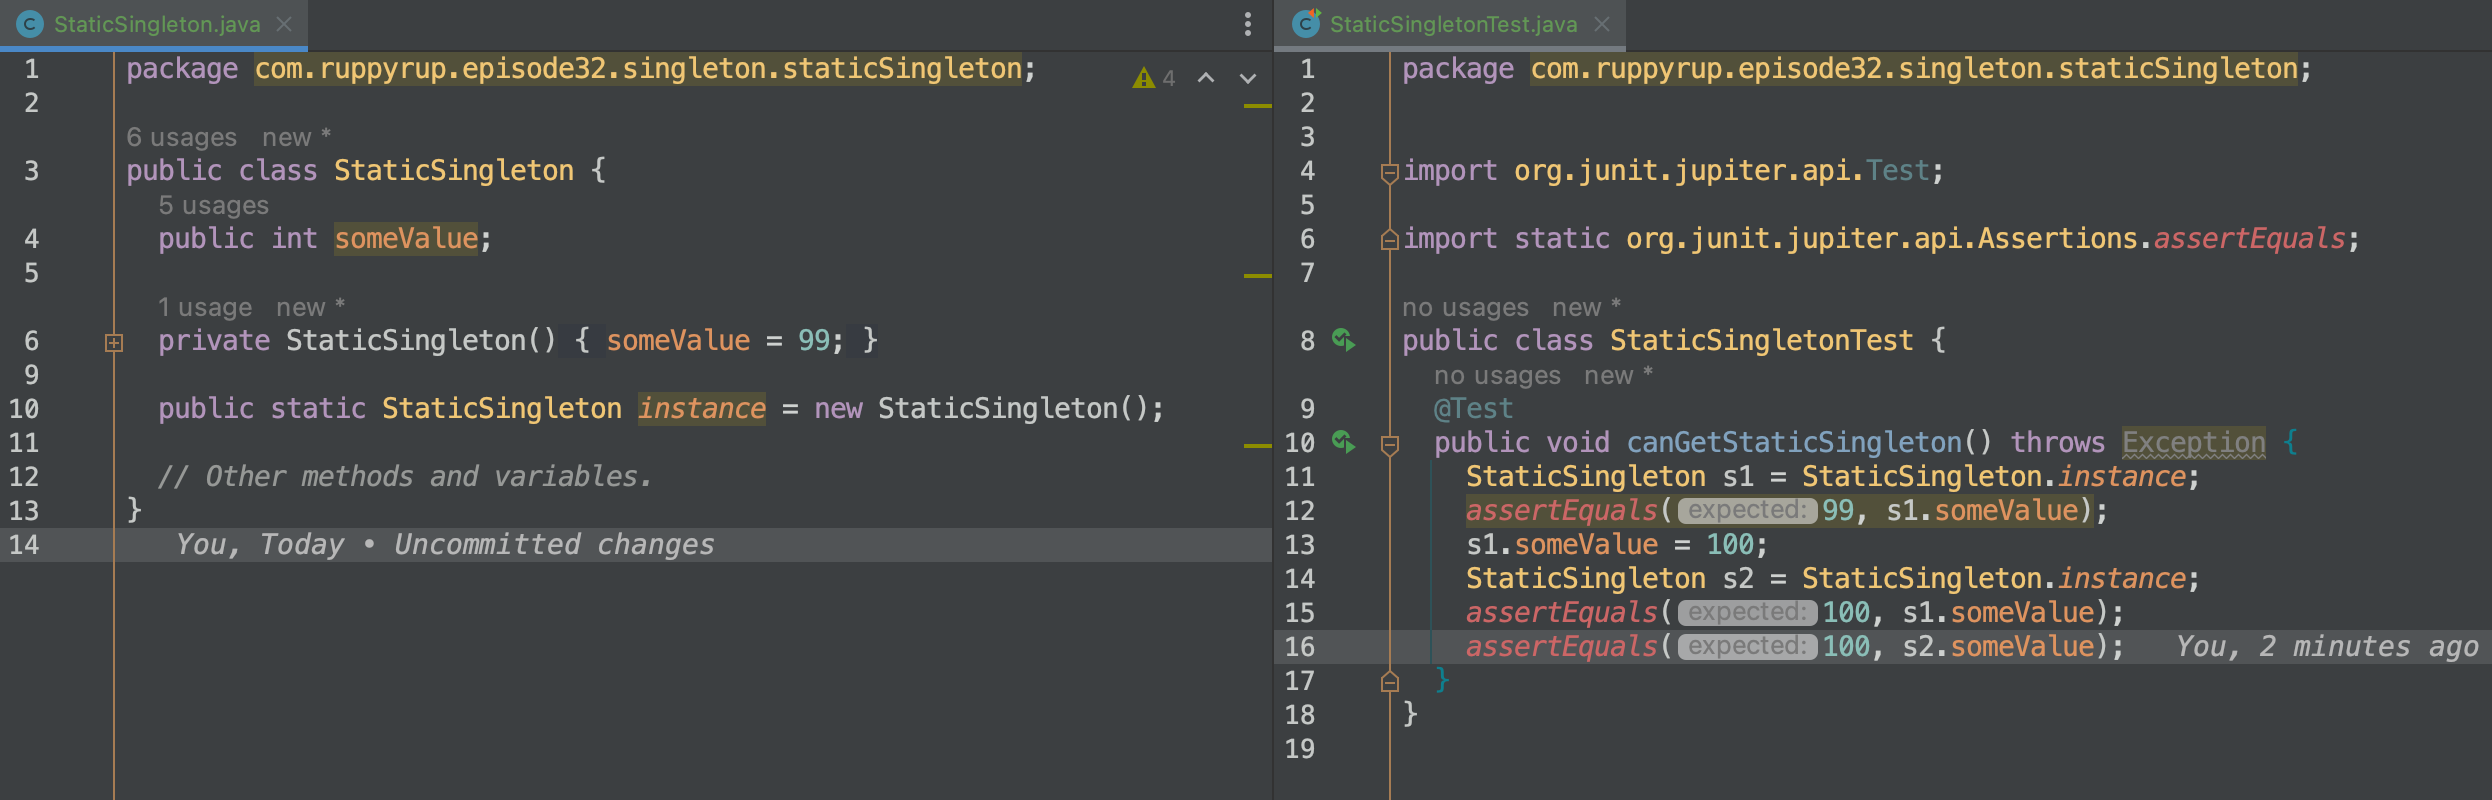 StaticSingleton.java
1 package com.ruppyrup.episode32.singleton.staticSingleton; 4
2
6 usages new *
3 public class StaticSingleton {
5 usages
4 public int someValue;
5
1 usage new *
6 private StaticSingleton() { someValue = 99; }
9
10 public static StaticSingleton instance = new StaticSingleton();
11
12 // Other methods and variables.
13 }
14 You, Today • Uncommitted changes
StaticSingletonTest.java
1 package com.ruppyrup.episode32.singleton.staticSingleton;
2
3
4 import org.junit.jupiter.api.Test;
5
6 import static org.junit.jupiter.api.Assertions.assertEquals;
7
no usages new *
8 public class StaticSingletonTest {
no usages new *
9 @Test
10 public void canGetStaticSingleton() throws Exception {
11 StaticSingleton s1 = StaticSingleton.instance;
12 assertEquals( expected: 99, s1.someValue);
13 s1.someValue = 100;
14 StaticSingleton s2 = StaticSingleton.instance;
15 assertEquals( expected: 100, s1.someValue);
16 assertEquals( expected: 100, s2.someValue); You, 2 minutes ago
17 }
18 }
19